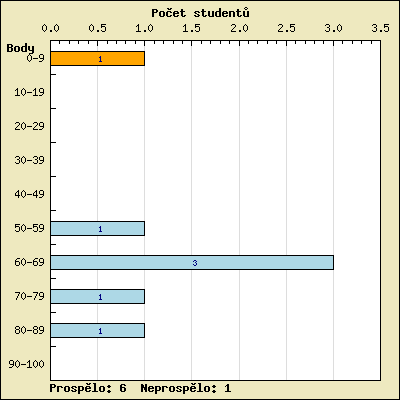 Počet studentů
0.0 0.5 1.0 1.5 2.0 2.5 3.0 3.5
Body
0-9 1
10-19
20-29
30-39
40-49
50-59 1
60-69 3
70-79 1
80-89 1
90-100
Prospělo: 6 Neprospělo: 1